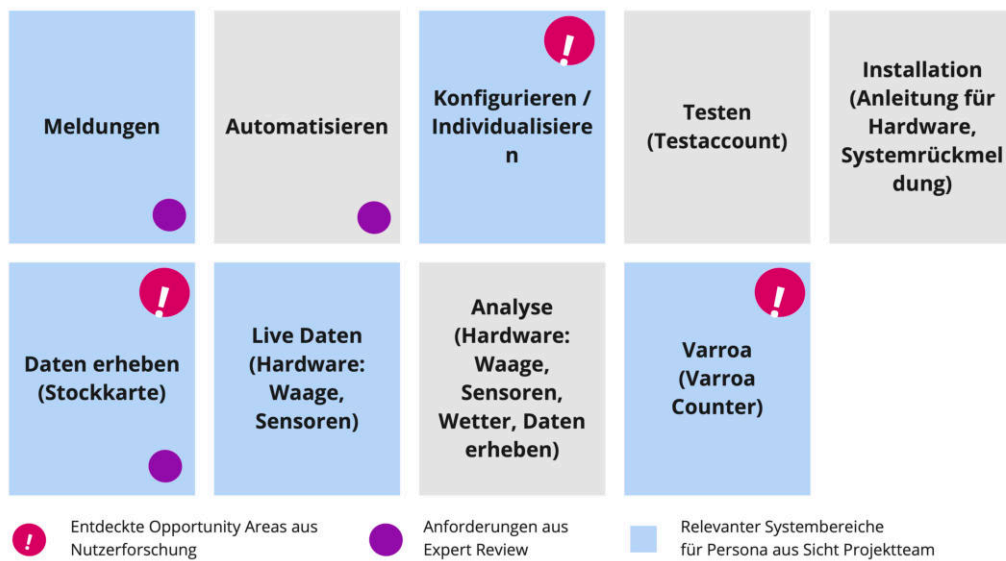 Meldungen
Automatisieren
!
Konfigurieren /
Individualisiere
n
Testen
(Testaccount)
Installation
(Anleitung für
Hardware,
Systemrückmel
dung)
!
Daten erheben
(Stockkarte)
Live Daten
(Hardware:
Waage,
Sensoren)
Analyse
(Hardware:
Waage,
Sensoren,
Wetter, Daten
erheben)
!
Varroa
(Varroa
Counter)
!
Entdeckte Opportunity Areas aus
Nutzerforschung
Anforderungen aus
Expert Review
Relevanter Systembereiche
für Persona aus Sicht Projektteam